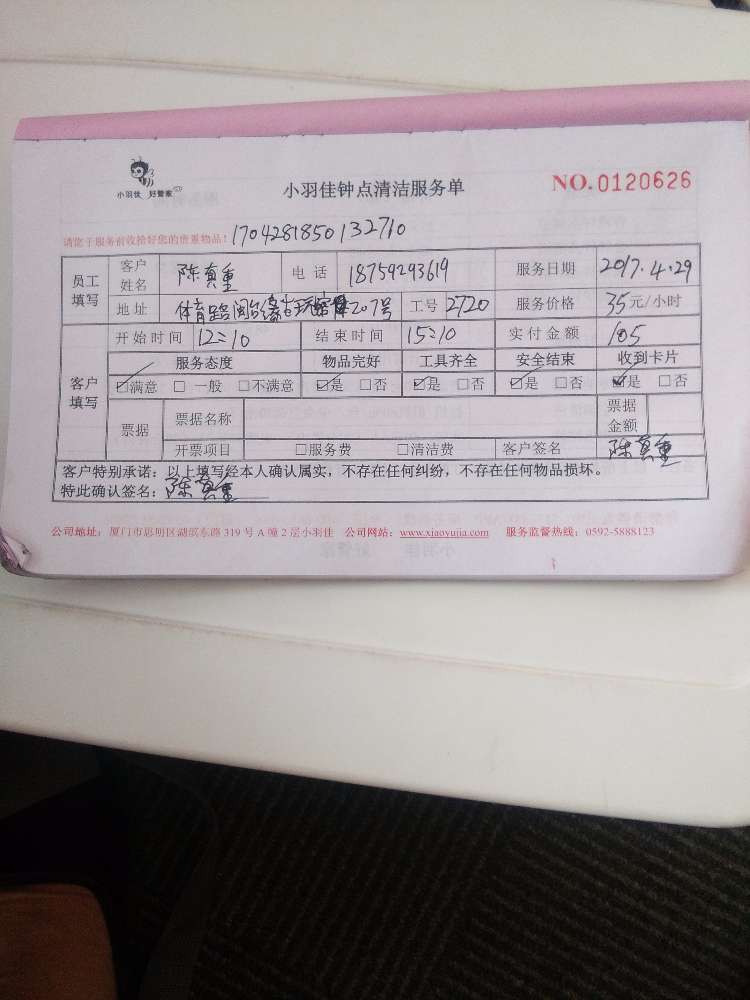 小羽佳 好管家
小羽佳钟点清洁服务单
NO.0120626
请您于服务前收拾好您的贵重物品！ 1704281850132710
员工填写 客户姓名 陈真重 电话 18759293619 服务日期 2017.4.29
地址 体育路闽台 207号 工号 2720 服务价格 35元/小时
客户填写 开始时间 12:10 结束时间 15:10 实付金额 105
服务态度 物品完好 工具齐全 安全结束 收到卡片
☑满意 □一般 □不满意 ☑是 □否 ☑是 □否 ☑是 □否 ☑是 □否
票据 票据名称 票据金额
开票项目 □服务费 □清洁费 客户签名 陈真重
客户特别承诺：以上填写经本人确认属实，不存在任何纠纷，不存在任何物品损坏。
特此确认签名：陈真重
公司地址：厦门市思明区湖滨东路 319 号 A 幢 2 层小羽佳 公司网站：www.xiaoyujia.com 服务监督热线：0592-5888123